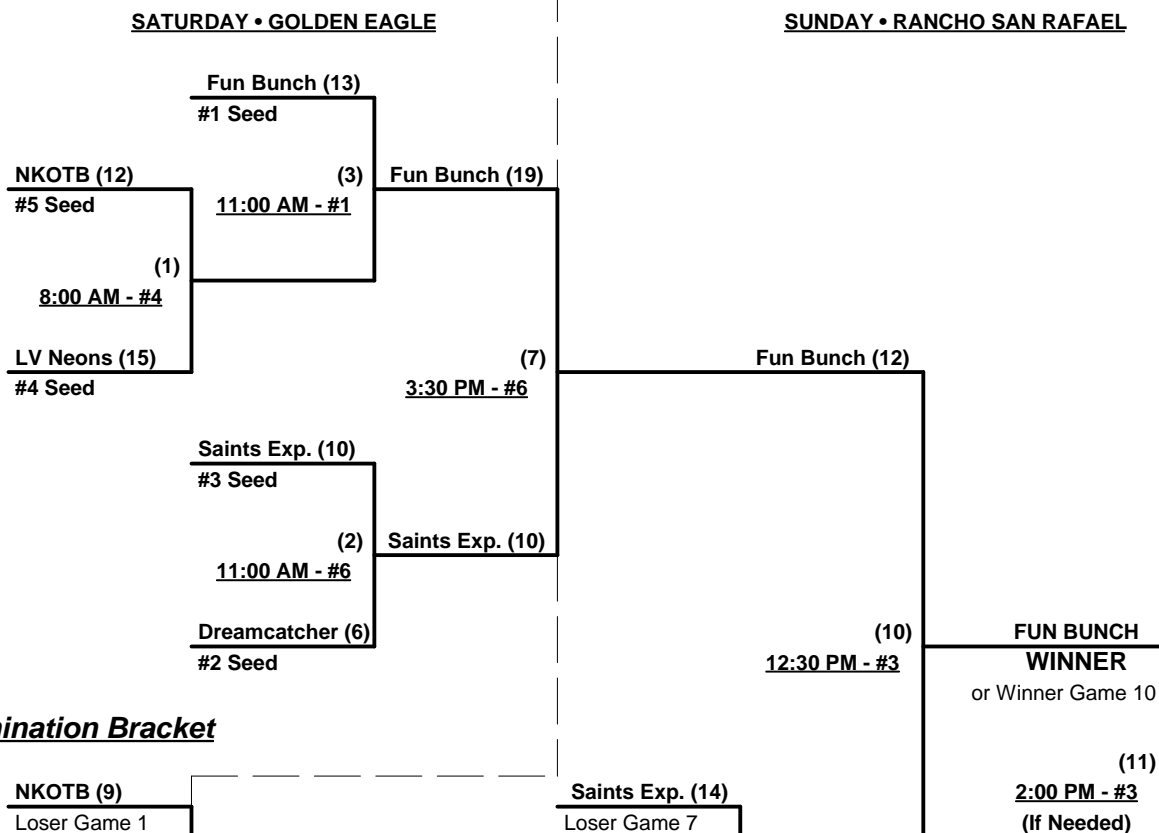 SATURDAY • GOLDEN EAGLE
SUNDAY • RANCHO SAN RAFAEL
Fun Bunch (13)
#1 Seed
NKOTB (12)
(3)
Fun Bunch (19)
#5 Seed
11:00 AM - #1
(1)
8:00 AM - #4
LV Neons (15)
(7)
Fun Bunch (12)
#4 Seed
3:30 PM - #6
Saints Exp. (10)
#3 Seed
(2)
Saints Exp. (10)
11:00 AM - #6
Dreamcatcher (6)
(10)
FUN BUNCH
#2 Seed
12:30 PM - #3
WINNER
or Winner Game 10
ination Bracket
(11)
NKOTB (9)
Saints Exp. (14)
2:00 PM - #3
Loser Game 1
Loser Game 7
(If Needed)